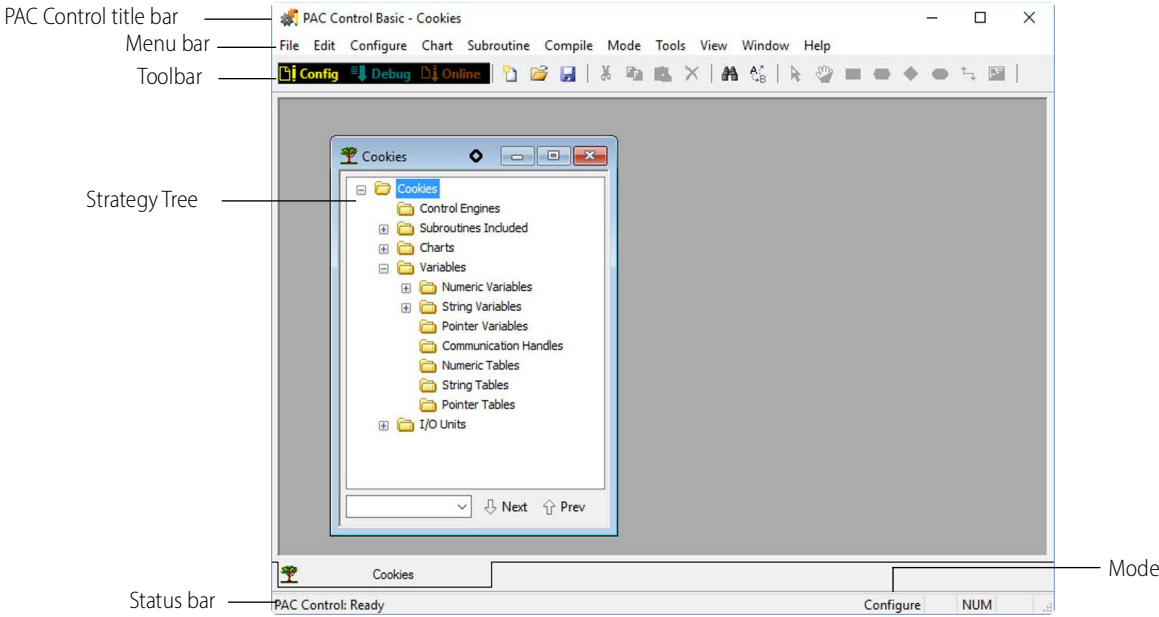 PAC Control title bar
PAC Control Basic - Cookies
Menu bar
File Edit Configure Chart Subroutine Compile Mode Tools View Window Help
Toolbar
Config Debug Online
Cookies
Strategy Tree
Cookies
Control Engines
Subroutines Included
Charts
Variables
Numeric Variables
String Variables
Pointer Variables
Communication Handles
Numeric Tables
String Tables
Pointer Tables
I/O Units
Next Prev
Cookies
Mode
Status bar
PAC Control: Ready Configure NUM